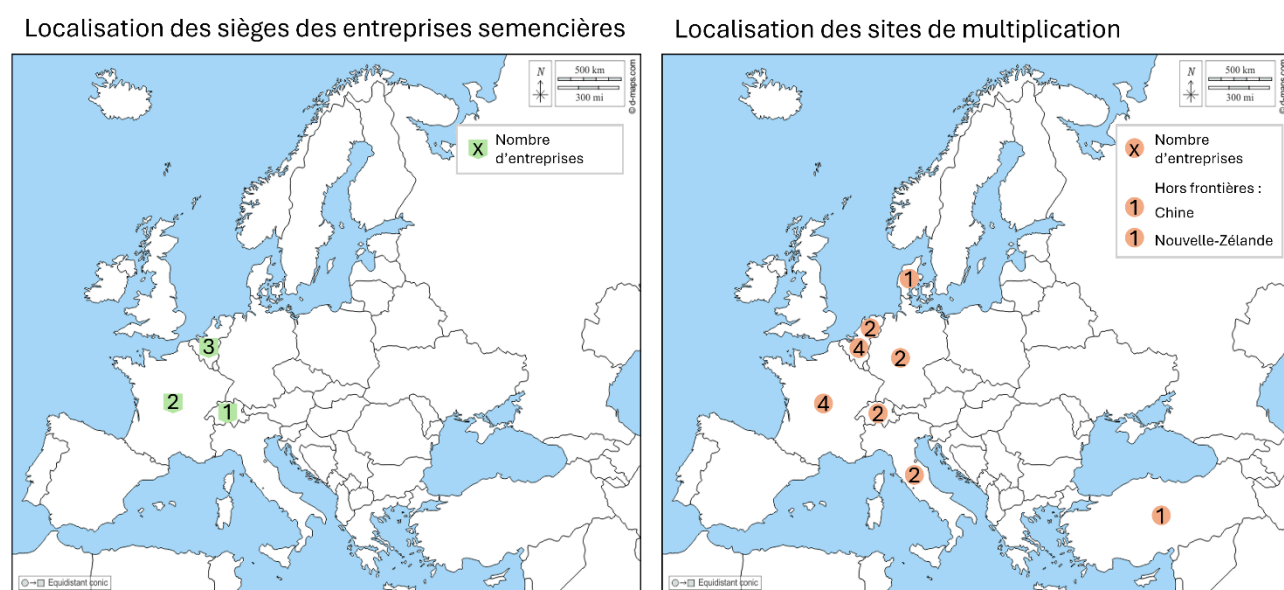 Localisation des sièges des entreprises semencières
N
500 km
300 mi
© d-maps.com
X Nombre
d'entreprises
3
2
1
Equidistant conic
Localisation des sites de multiplication
N
500 km
300 mi
© d-maps.com
X Nombre
d'entreprises
Hors frontières :
1 Chine
1 Nouvelle-Zélande
1
2
4
2
4
2
2
1
Equidistant conic